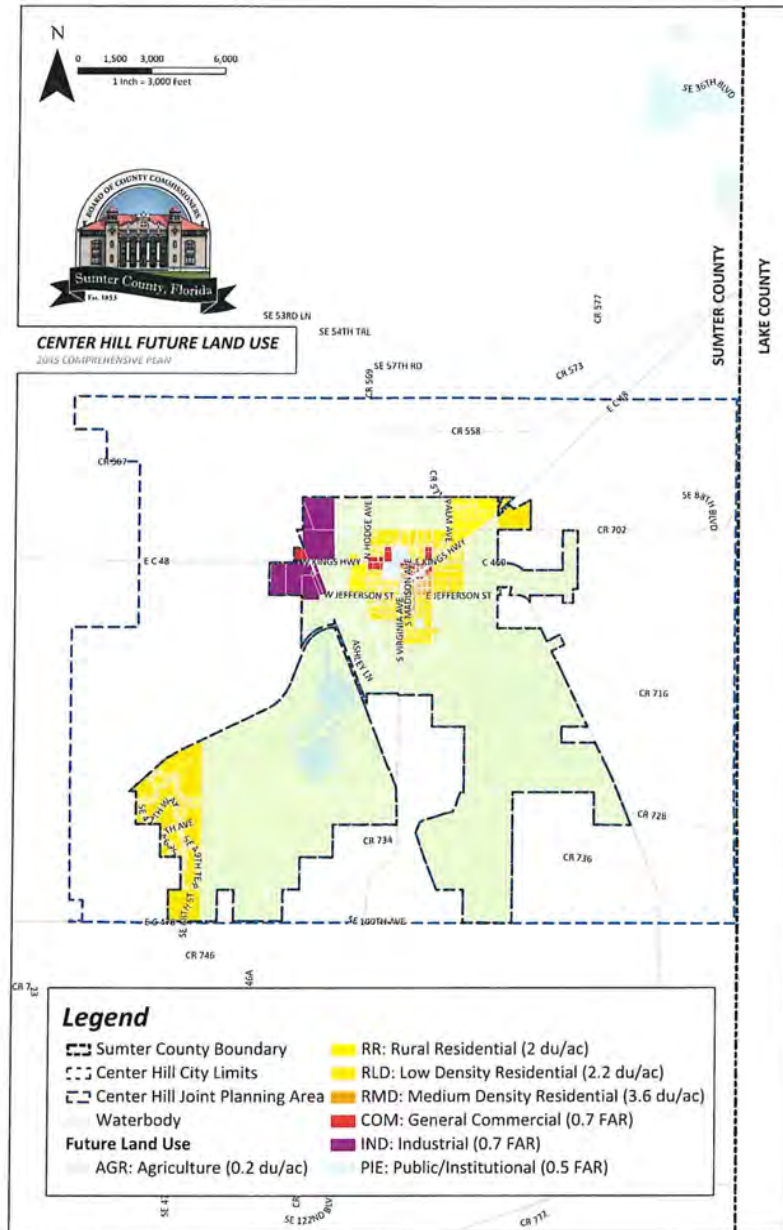 N
0 1,500 3,000 6,000
1 Inch = 3,000 Feet
SE 36TH BLVD
BOARD OF COUNTY COMMISSIONERS
Sumter County, Florida
Est. 1853
SUMTER COUNTY
LAKE COUNTY
CENTER HILL FUTURE LAND USE
2045 COMPREHENSIVE PLAN
SE 53RD LN
SE 54TH TRL
CR 577
SE 57TH RD
CR 569
CR 573
E C 48
CR 558
CR 567
SE 88TH BLVD
CR 702
N HODGE AVE
PALM AVE
E C 48
W KINGS HWY
E KINGS HWY
C 469
W JEFFERSON ST
E JEFFERSON ST
S VIRGINIA AVE
S MADISON AVE
ASHLEY LN
CR 716
CR 728
CR 734
CR 736
SE 100TH AVE
CR 746
46A
Legend
Sumter County Boundary
Center Hill City Limits
Center Hill Joint Planning Area
Waterbody
Future Land Use
AGR: Agriculture (0.2 du/ac)
RR: Rural Residential (2 du/ac)
RLD: Low Density Residential (2.2 du/ac)
RMD: Medium Density Residential (3.6 du/ac)
COM: General Commercial (0.7 FAR)
IND: Industrial (0.7 FAR)
PIE: Public/Institutional (0.5 FAR)
SE 47
CR
SE 122ND BLV
CR 772